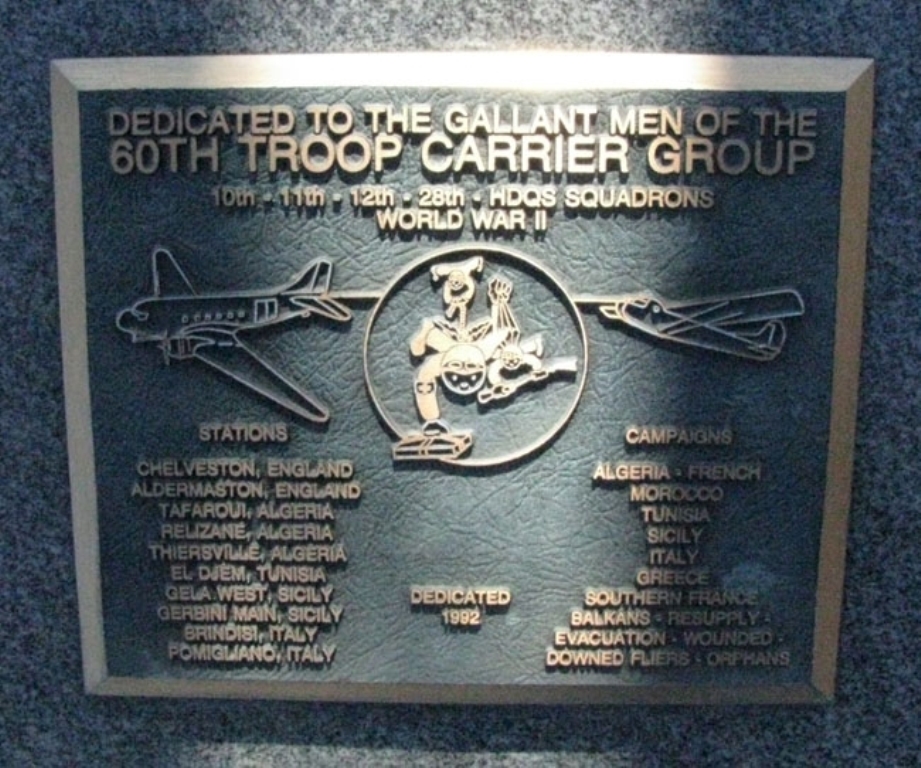 DEDICATED TO THE GALLANT MEN OF THE
60TH TROOP CARRIER GROUP
10th - 11th - 12th - 28th - HDQS SQUADRONS
WORLD WAR II
STATIONS
CHELVESTON, ENGLAND
ALDERMASTON, ENGLAND
TAFAROUI, ALGERIA
RELIZANE, ALGERIA
THIERSVILLE, ALGERIA
EL DJEM, TUNISIA
GELA WEST, SICILY
GERBINI MAIN, SICILY
BRINDISI, ITALY
POMIGLIANO, ITALY
DEDICATED
1992
CAMPAIGNS
ALGERIA - FRENCH
MOROCCO
TUNISIA
SICILY
ITALY
GREECE
SOUTHERN FRANCE
BALKANS - RESUPPLY -
EVACUATION - WOUNDED -
DOWNED FLIERS - ORPHANS